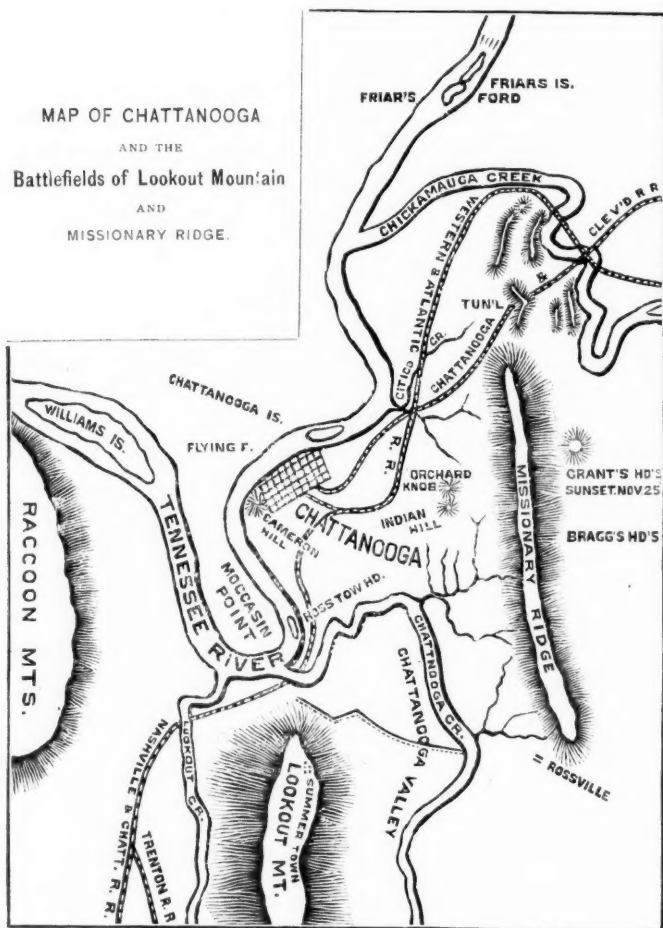 MAP OF CHATTANOOGA
AND THE
Battlefields of Lookout Mountain
AND
MISSIONARY RIDGE.
FRIAR'S
FRIARS IS.
FORD
CHICKAMAUGA CREEK
WESTERN & ATLANTIC
R. R.
CLEV'D R R
&
CHATTANOOGA
TUN'L
CITICO CR.
CHATTANOOGA IS.
WILLIAMS IS.
FLYING F.
ORCHARD
KNOB
INDIAN
HILL
GRANT'S HD'S
SUNSET.NOV.25
BRAGG'S HD'S
MISSIONARY RIDGE
CAMERON
HILL
CHATTANOOGA
RACCOON MTS.
TENNESSEE RIVER
MOCCASIN
POINT
ROSS TOW HD.
CHATTNOOGA CR.
CHATTANOOGA VALLEY
= ROSSVILLE
NASHVILLE & CHATT. R. R.
LOOKOUT CR.
TRENTON R. R
SUMMER TOWN
LOOKOUT MT.